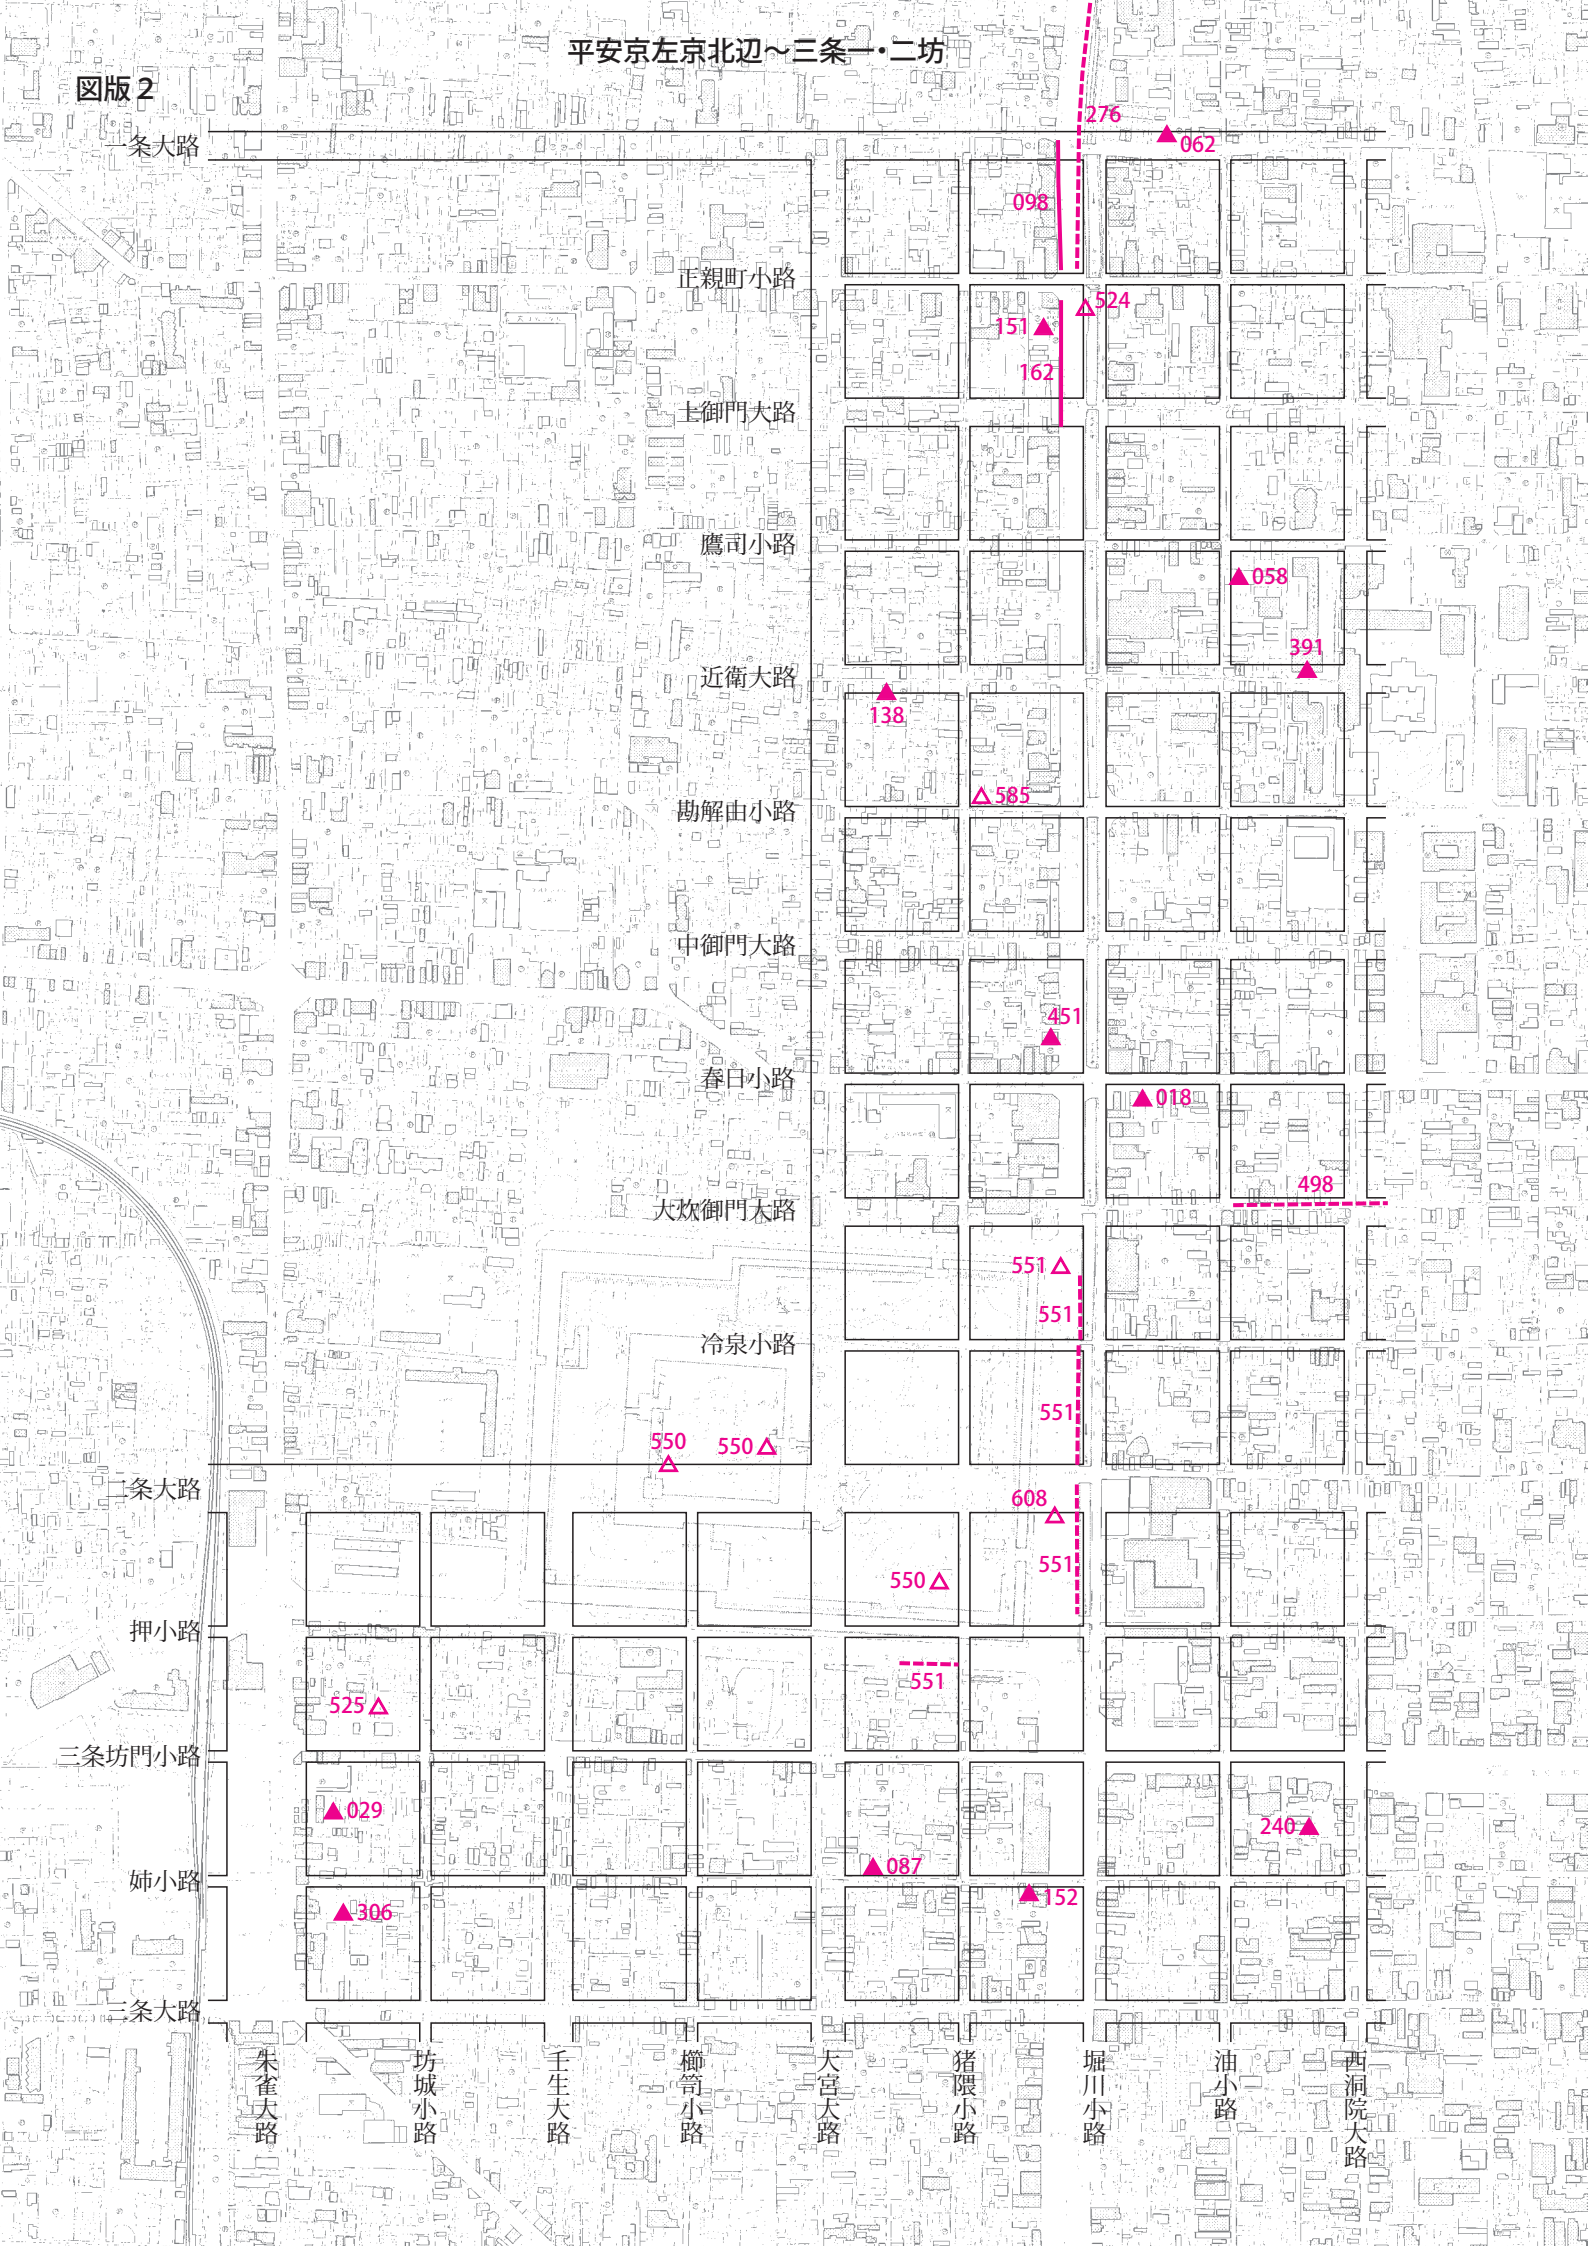 平安京左京北辺〜三条一・二坊
図版2
276
062
一条大路
098
正親町小路
524
151
162
土御門大路
鷹司小路
058
391
近衛大路
138
585
勘解由小路
中御門大路
451
春日小路
018
498
大炊御門大路
551
551
冷泉小路
551
550
550
二条大路
608
551
550
押小路
551
525
三条坊門小路
029
240
087
姉小路
152
306
三条大路
朱雀大路
坊城小路
壬生大路
櫛笥小路
大宮大路
猪隈小路
堀川小路
油小路
西洞院大路